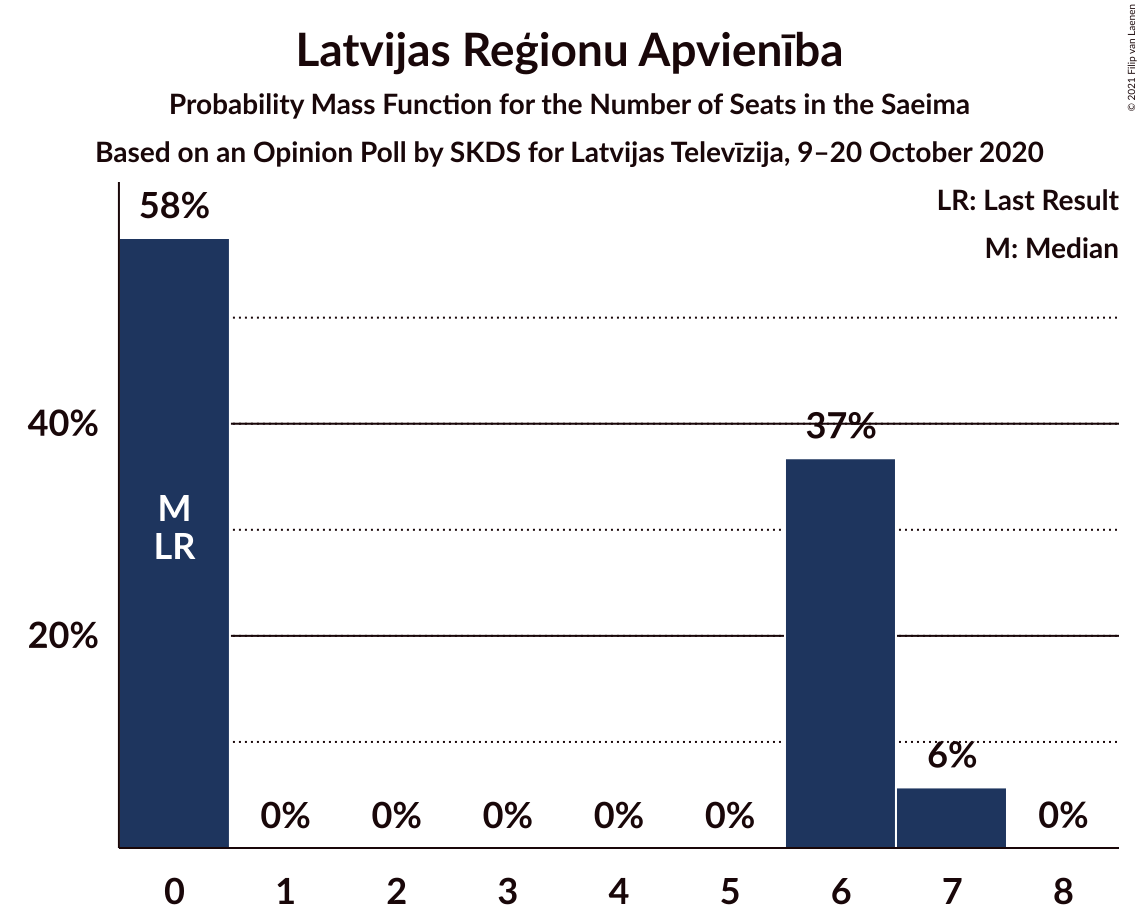 Latvijas Reģionu Apvienība
Probability Mass Function for the Number of Seats in the Saeima
Based on an Opinion Poll by SKDS for Latvijas Televīzija, 9–20 October 2020
© 2021 Filip van Laenen
LR: Last Result
M: Median
58%
40%
37%
M
LR
20%
6%
0%
0%
0%
0%
0%
0%
0
1
2
3
4
5
6
7
8